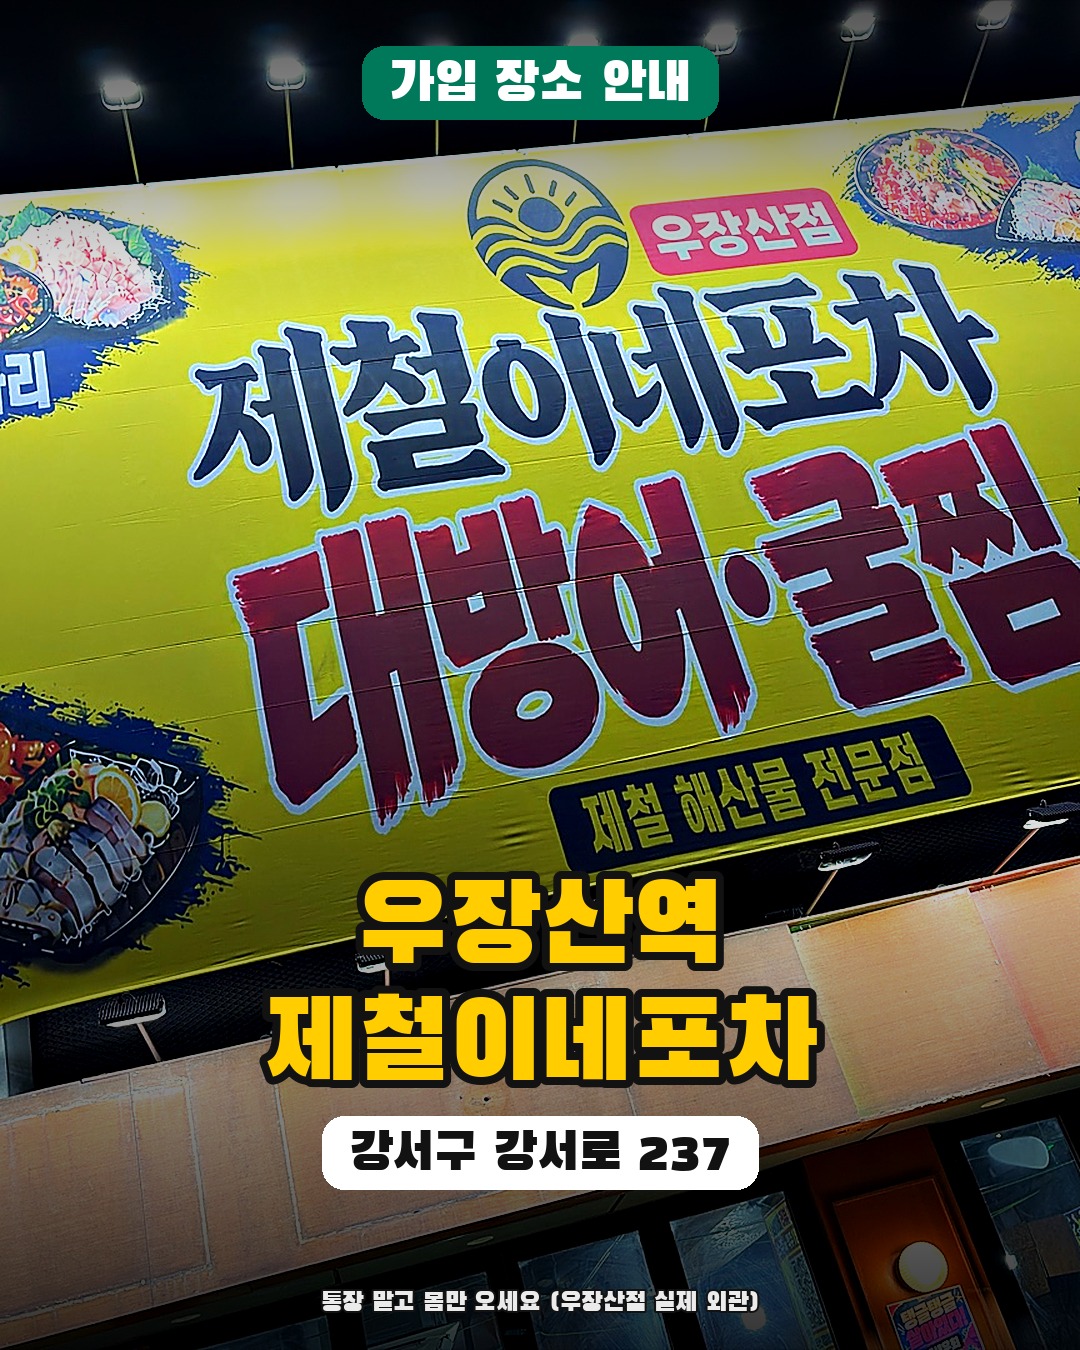 가입 장소 안내
우장산점
제철이네포차
리
대방어·굴찜
제철 해산물 전문점
우장산역
제철이네포차
강서구 강서로 237
통장 말고 몸만 오세요 (우장산점 실제 외관)